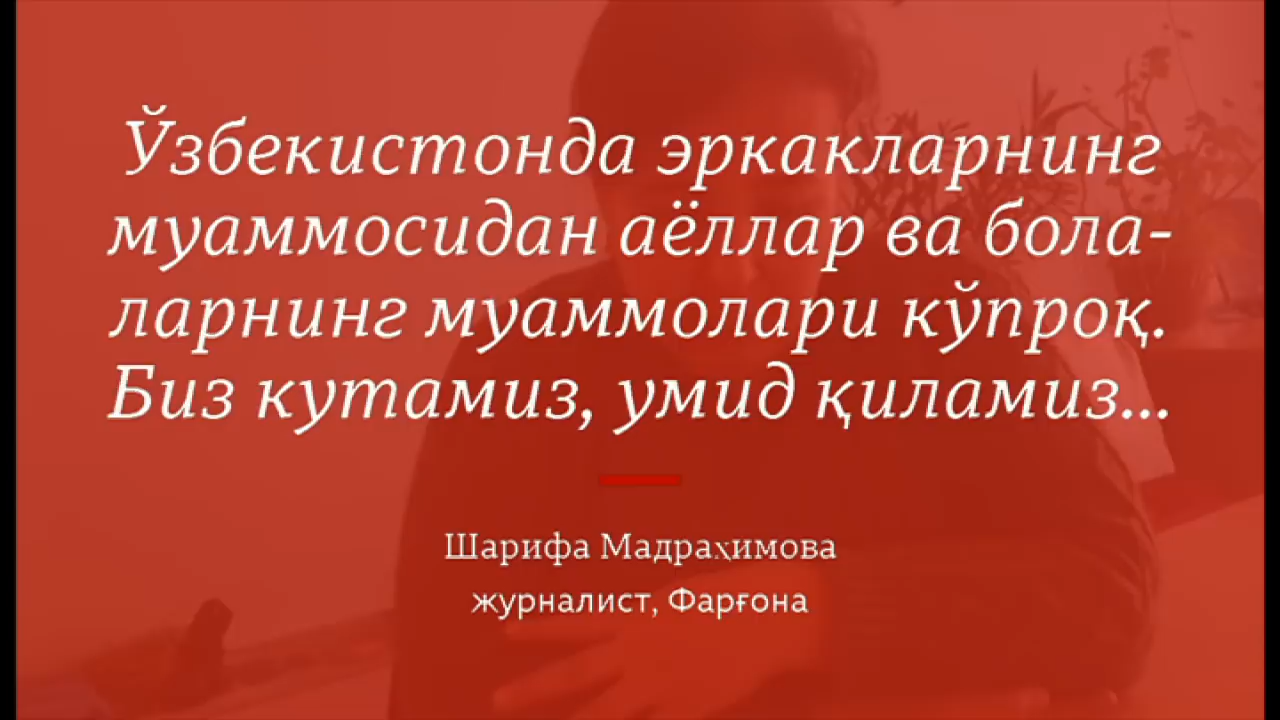 Ўзбекистонда эркакларнинг
муаммосидан аёллар ва бола-
ларнинг муаммолари кўпроқ.
Биз кутамиз, умид қиламиз...
Шарифа Мадраҳимова
журналист, Фарғона